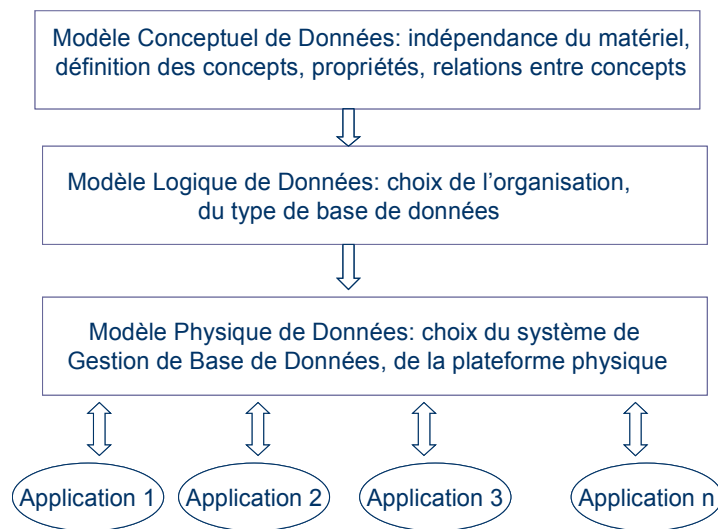 Modèle Conceptuel de Données: indépendance du matériel,
définition des concepts, propriétés, relations entre concepts
Modèle Logique de Données: choix de l'organisation,
du type de base de données
Modèle Physique de Données: choix du système de
Gestion de Base de Données, de la plateforme physique
Application 1
Application 2
Application 3
Application n